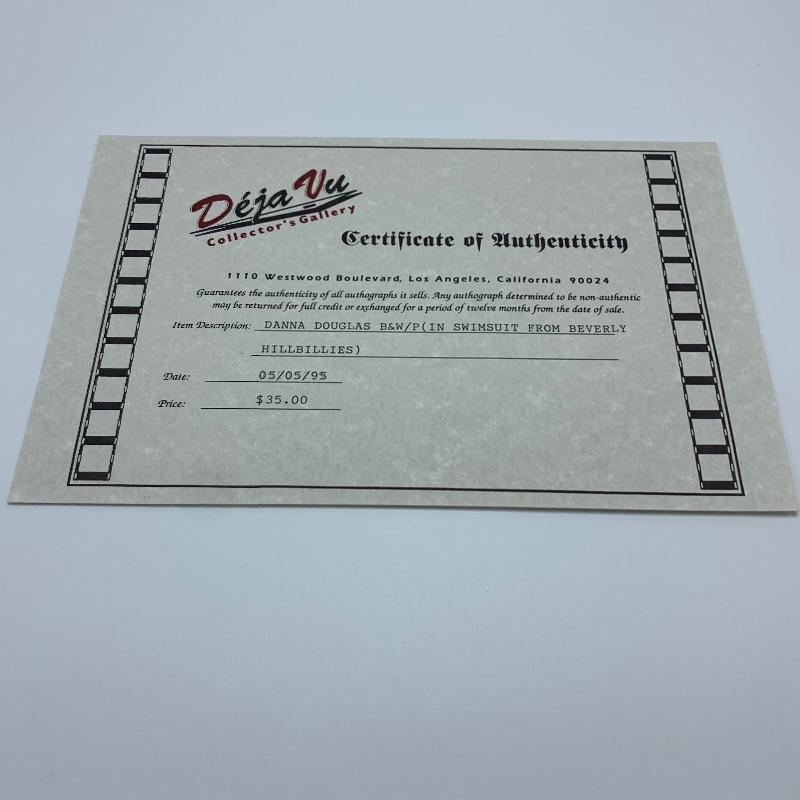 Déja Vu
Collector's Gallery
Certificate of Authenticity
1110 Westwood Boulevard, Los Angeles, California 90024
Guarantees the authenticity of all authographs it sells. Any autograph determined to be non-authentic
may be returned for full credit or exchanged for a period of twelve months from the date of sale.
Item Description: DANNA DOUGLAS B&W/P(IN SWIMSUIT FROM BEVERLY
HILLBILLIES)
Date: 05/05/95
Price: $35.00